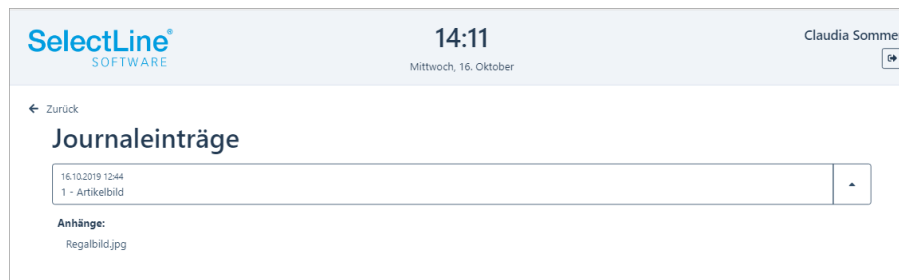 SelectLine®
SOFTWARE
14:11
Mittwoch, 16. Oktober
Claudia Sommer
Zurück
Journaleinträge
16.10.2019 12:44
1 - Artikelbild
Anhänge:
Regalbild.jpg